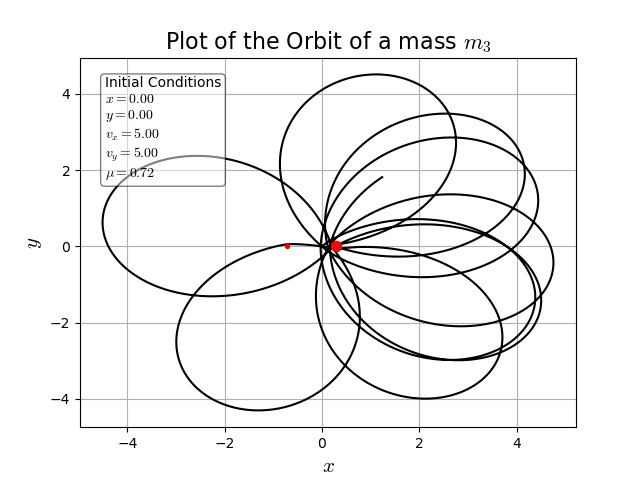 Plot of the Orbit of a mass m₃
Initial Conditions
x = 0.00
y = 0.00
vₓ = 5.00
v_y = 5.00
μ = 0.72
4
2
0
−2
−4
y
−4 −2 0 2 4
x